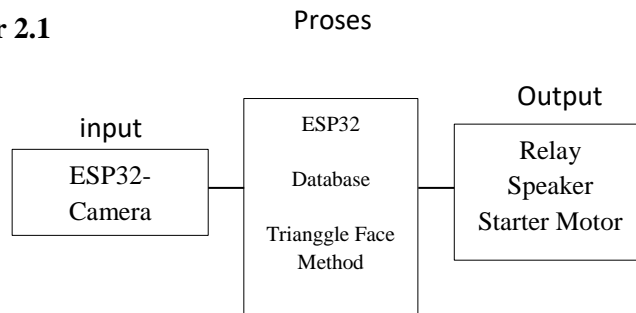 r 2.1
Proses
input
ESP32-
Camera
ESP32
Database
Trianggle Face
Method
Output
Relay
Speaker
Starter Motor